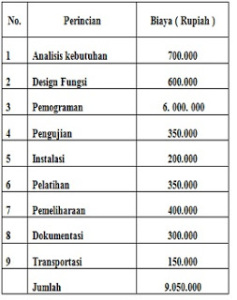 No. Perincian Biaya ( Rupiah )
1 Analisis kebutuhan 700.000
2 Design Fungsi 600.000
3 Pemograman 6. 000. 000
4 Pengujian 350.000
5 Instalasi 200.000
6 Pelatihan 350.000
7 Pemeliharaan 400.000
8 Dokumentasi 300.000
9 Transportasi 150.000
Jumlah 9.050.000